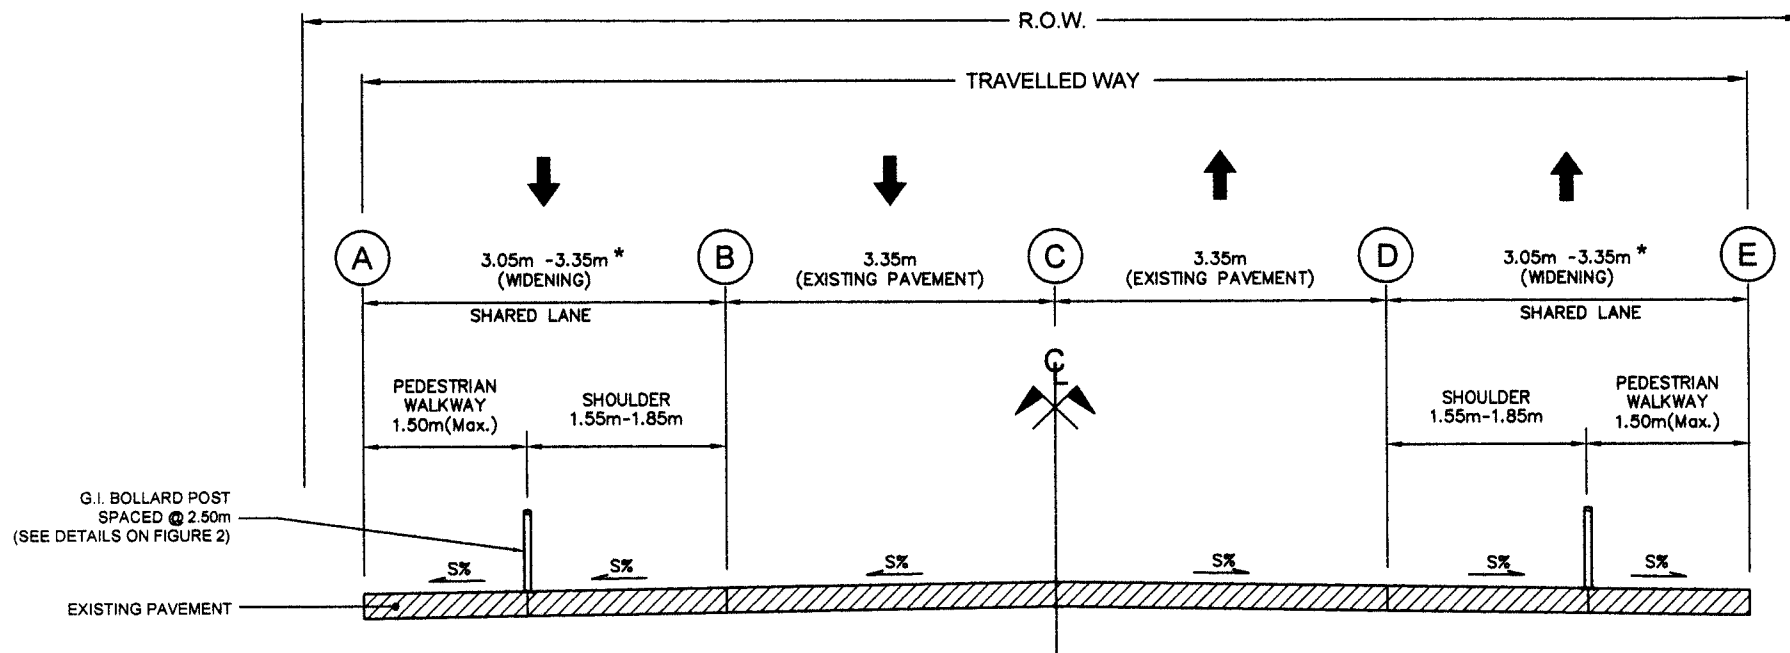 R.O.W.
TRAVELLED WAY
A
3.05m -3.35m *
(WIDENING)
SHARED LANE
B
3.35m
(EXISTING PAVEMENT)
C
3.35m
(EXISTING PAVEMENT)
D
3.05m -3.35m *
(WIDENING)
SHARED LANE
E
PEDESTRIAN
WALKWAY
1.50m(Max.)
SHOULDER
1.55m-1.85m
CL
SHOULDER
1.55m-1.85m
PEDESTRIAN
WALKWAY
1.50m(Max.)
G.I. BOLLARD POST
SPACED @ 2.50m
(SEE DETAILS ON FIGURE 2)
S%
S%
S%
S%
S%
S%
EXISTING PAVEMENT